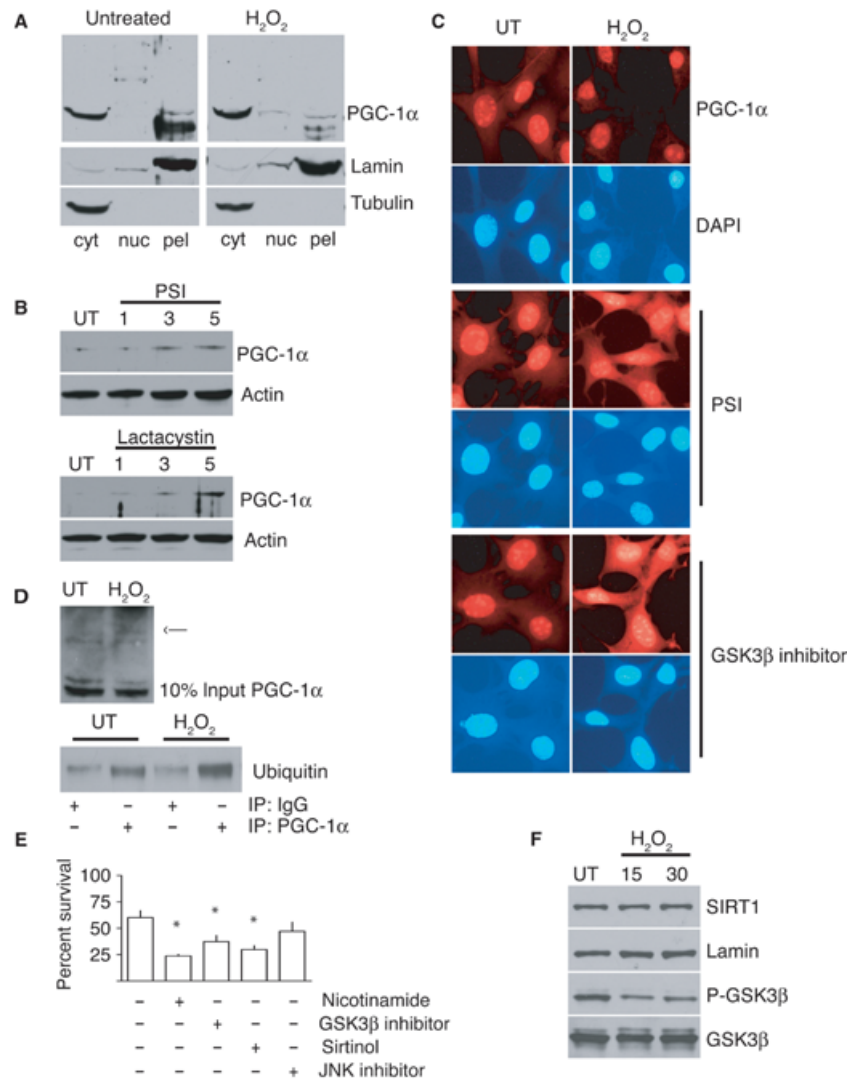 A
Untreated H₂O₂
PGC-1α
Lamin
Tubulin
cyt nuc pel cyt nuc pel
B
PSI
UT 1 3 5
PGC-1α
Actin
Lactacystin
UT 1 3 5
PGC-1α
Actin
C
UT H₂O₂
PGC-1α
DAPI
PSI
GSK3β inhibitor
D
UT H₂O₂
10% Input PGC-1α
UT H₂O₂
Ubiquitin
+ – + – IP: IgG
– + – + IP: PGC-1α
E
Percent survival
100
75
50
25
* * *
– + – – – Nicotinamide
– – + – – GSK3β inhibitor
– – – + – Sirtinol
– – – – + JNK inhibitor
F
H₂O₂
UT 15 30
SIRT1
Lamin
P-GSK3β
GSK3β